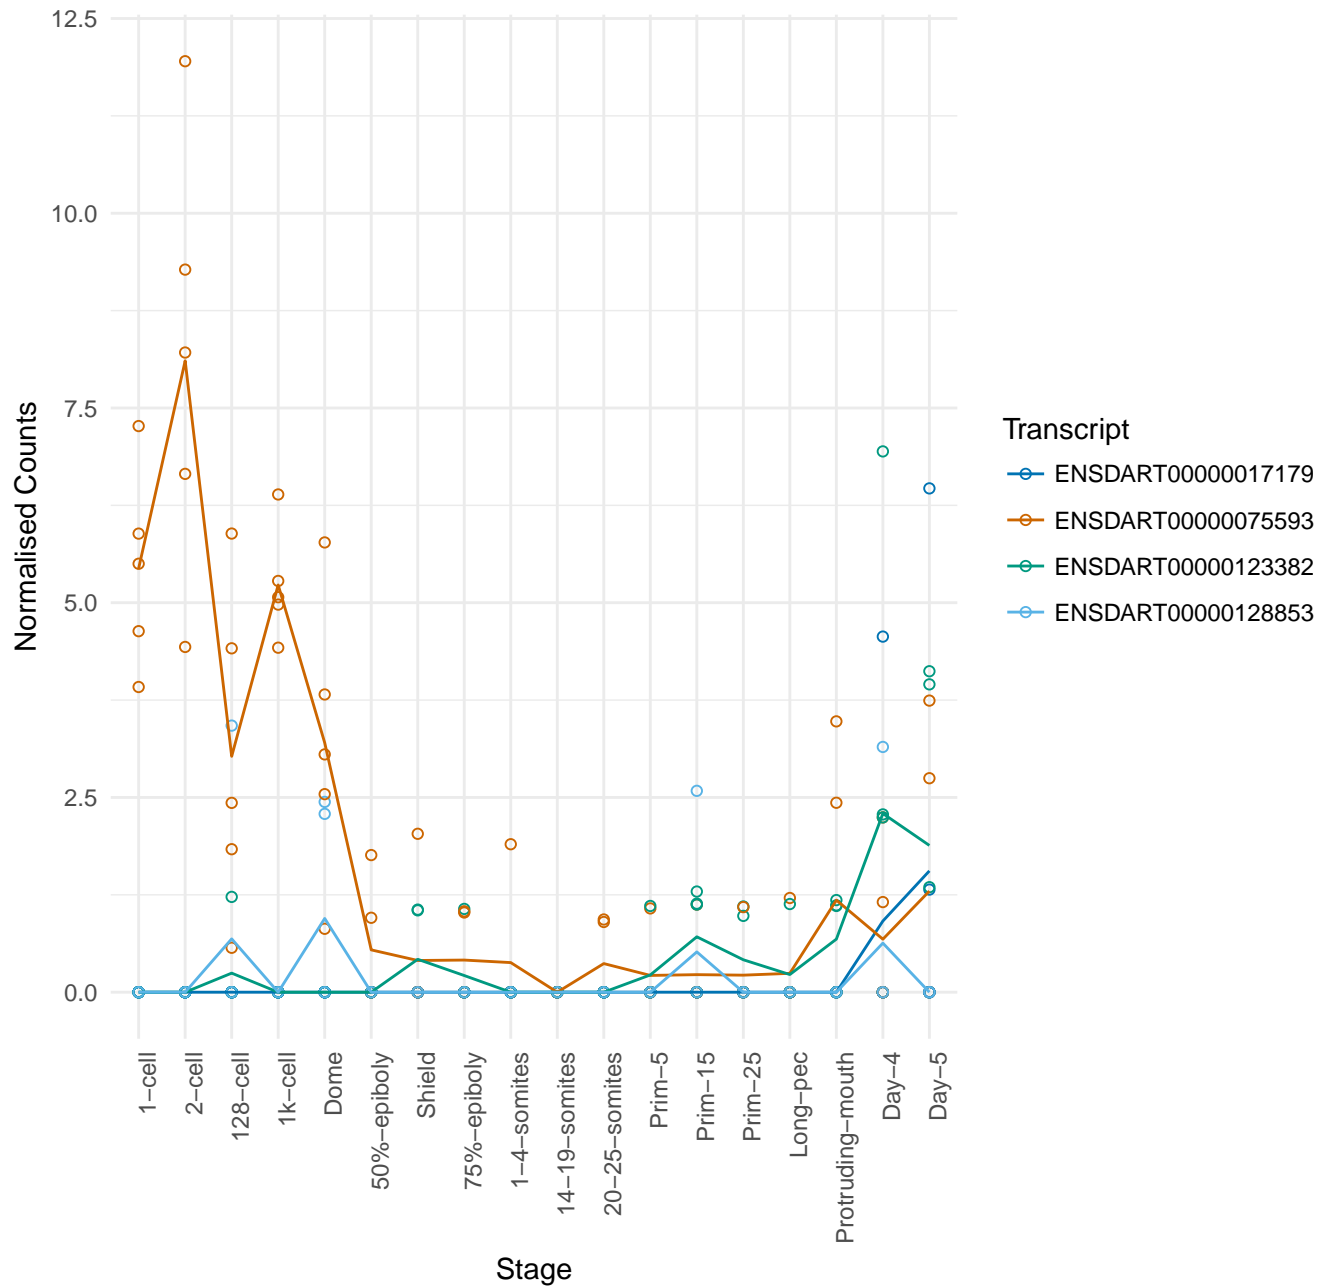 12.5
10.0
7.5
5.0
2.5
0.0
Normalised Counts
1−cell
2−cell
128−cell
1k−cell
Dome
50%−epiboly
Shield
75%−epiboly
1−4−somites
14−19−somites
20−25−somites
Prim−5
Prim−15
Prim−25
Long−pec
Protruding−mouth
Day−4
Day−5
Stage
Transcript
ENSDART00000017179
ENSDART00000075593
ENSDART00000123382
ENSDART00000128853